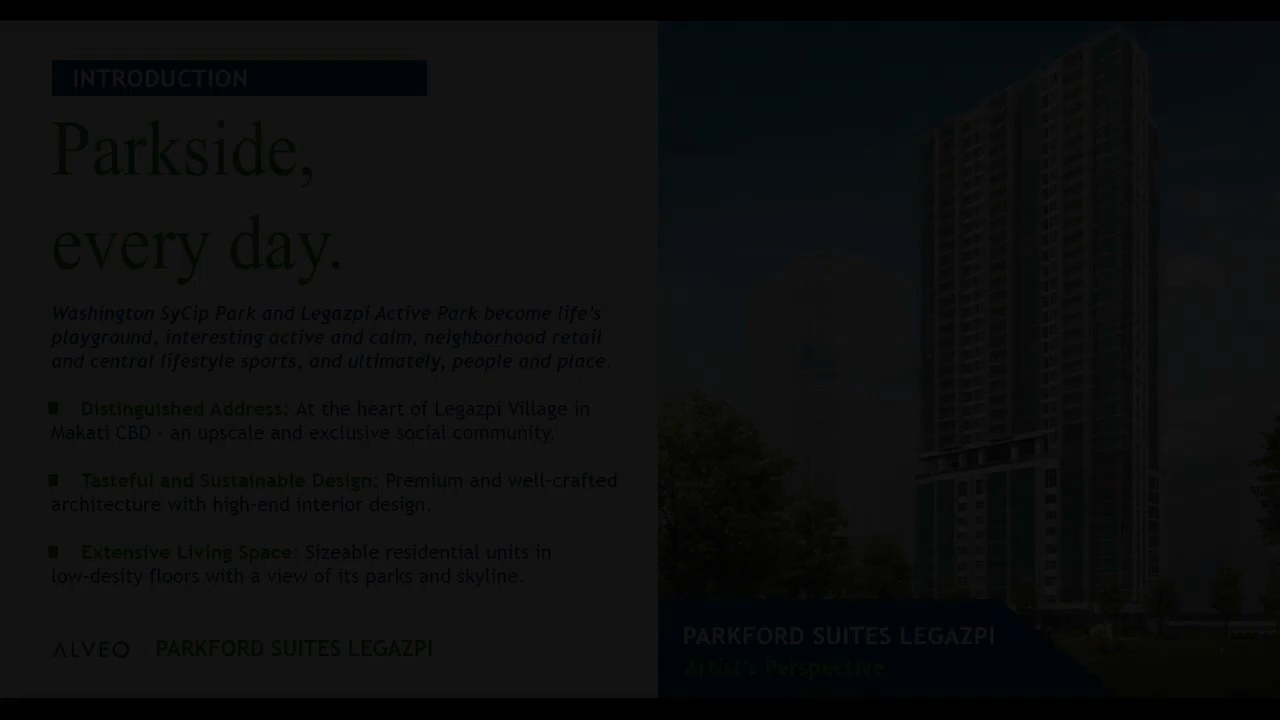 INTRODUCTION
Parkside,
every day.
Washington SyCip Park and Legazpi Active Park become life's
playground, interesting active and calm, neighborhood retail
and central lifestyle sports, and ultimately, people and place.
Distinguished Address: At the heart of Legazpi Village in
Makati CBD - an upscale and exclusive social community.
Tasteful and Sustainable Design: Premium and well-crafted
architecture with high-end interior design.
Extensive Living Space: Sizeable residential units in
low-desity floors with a view of its parks and skyline.
ALVEO PARKFORD SUITES LEGAZPI
PARKFORD SUITES LEGAZPI
Artist's Perspective